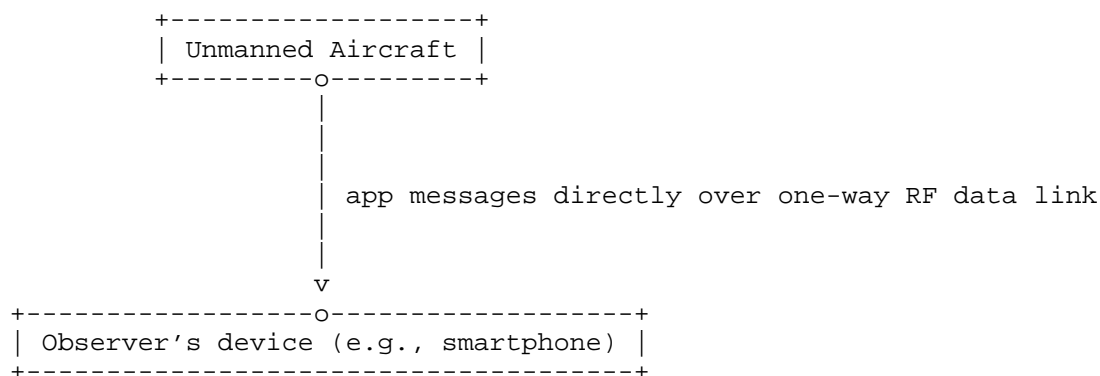 Unmanned Aircraft
app messages directly over one-way RF data link
v
Observer's device (e.g., smartphone)